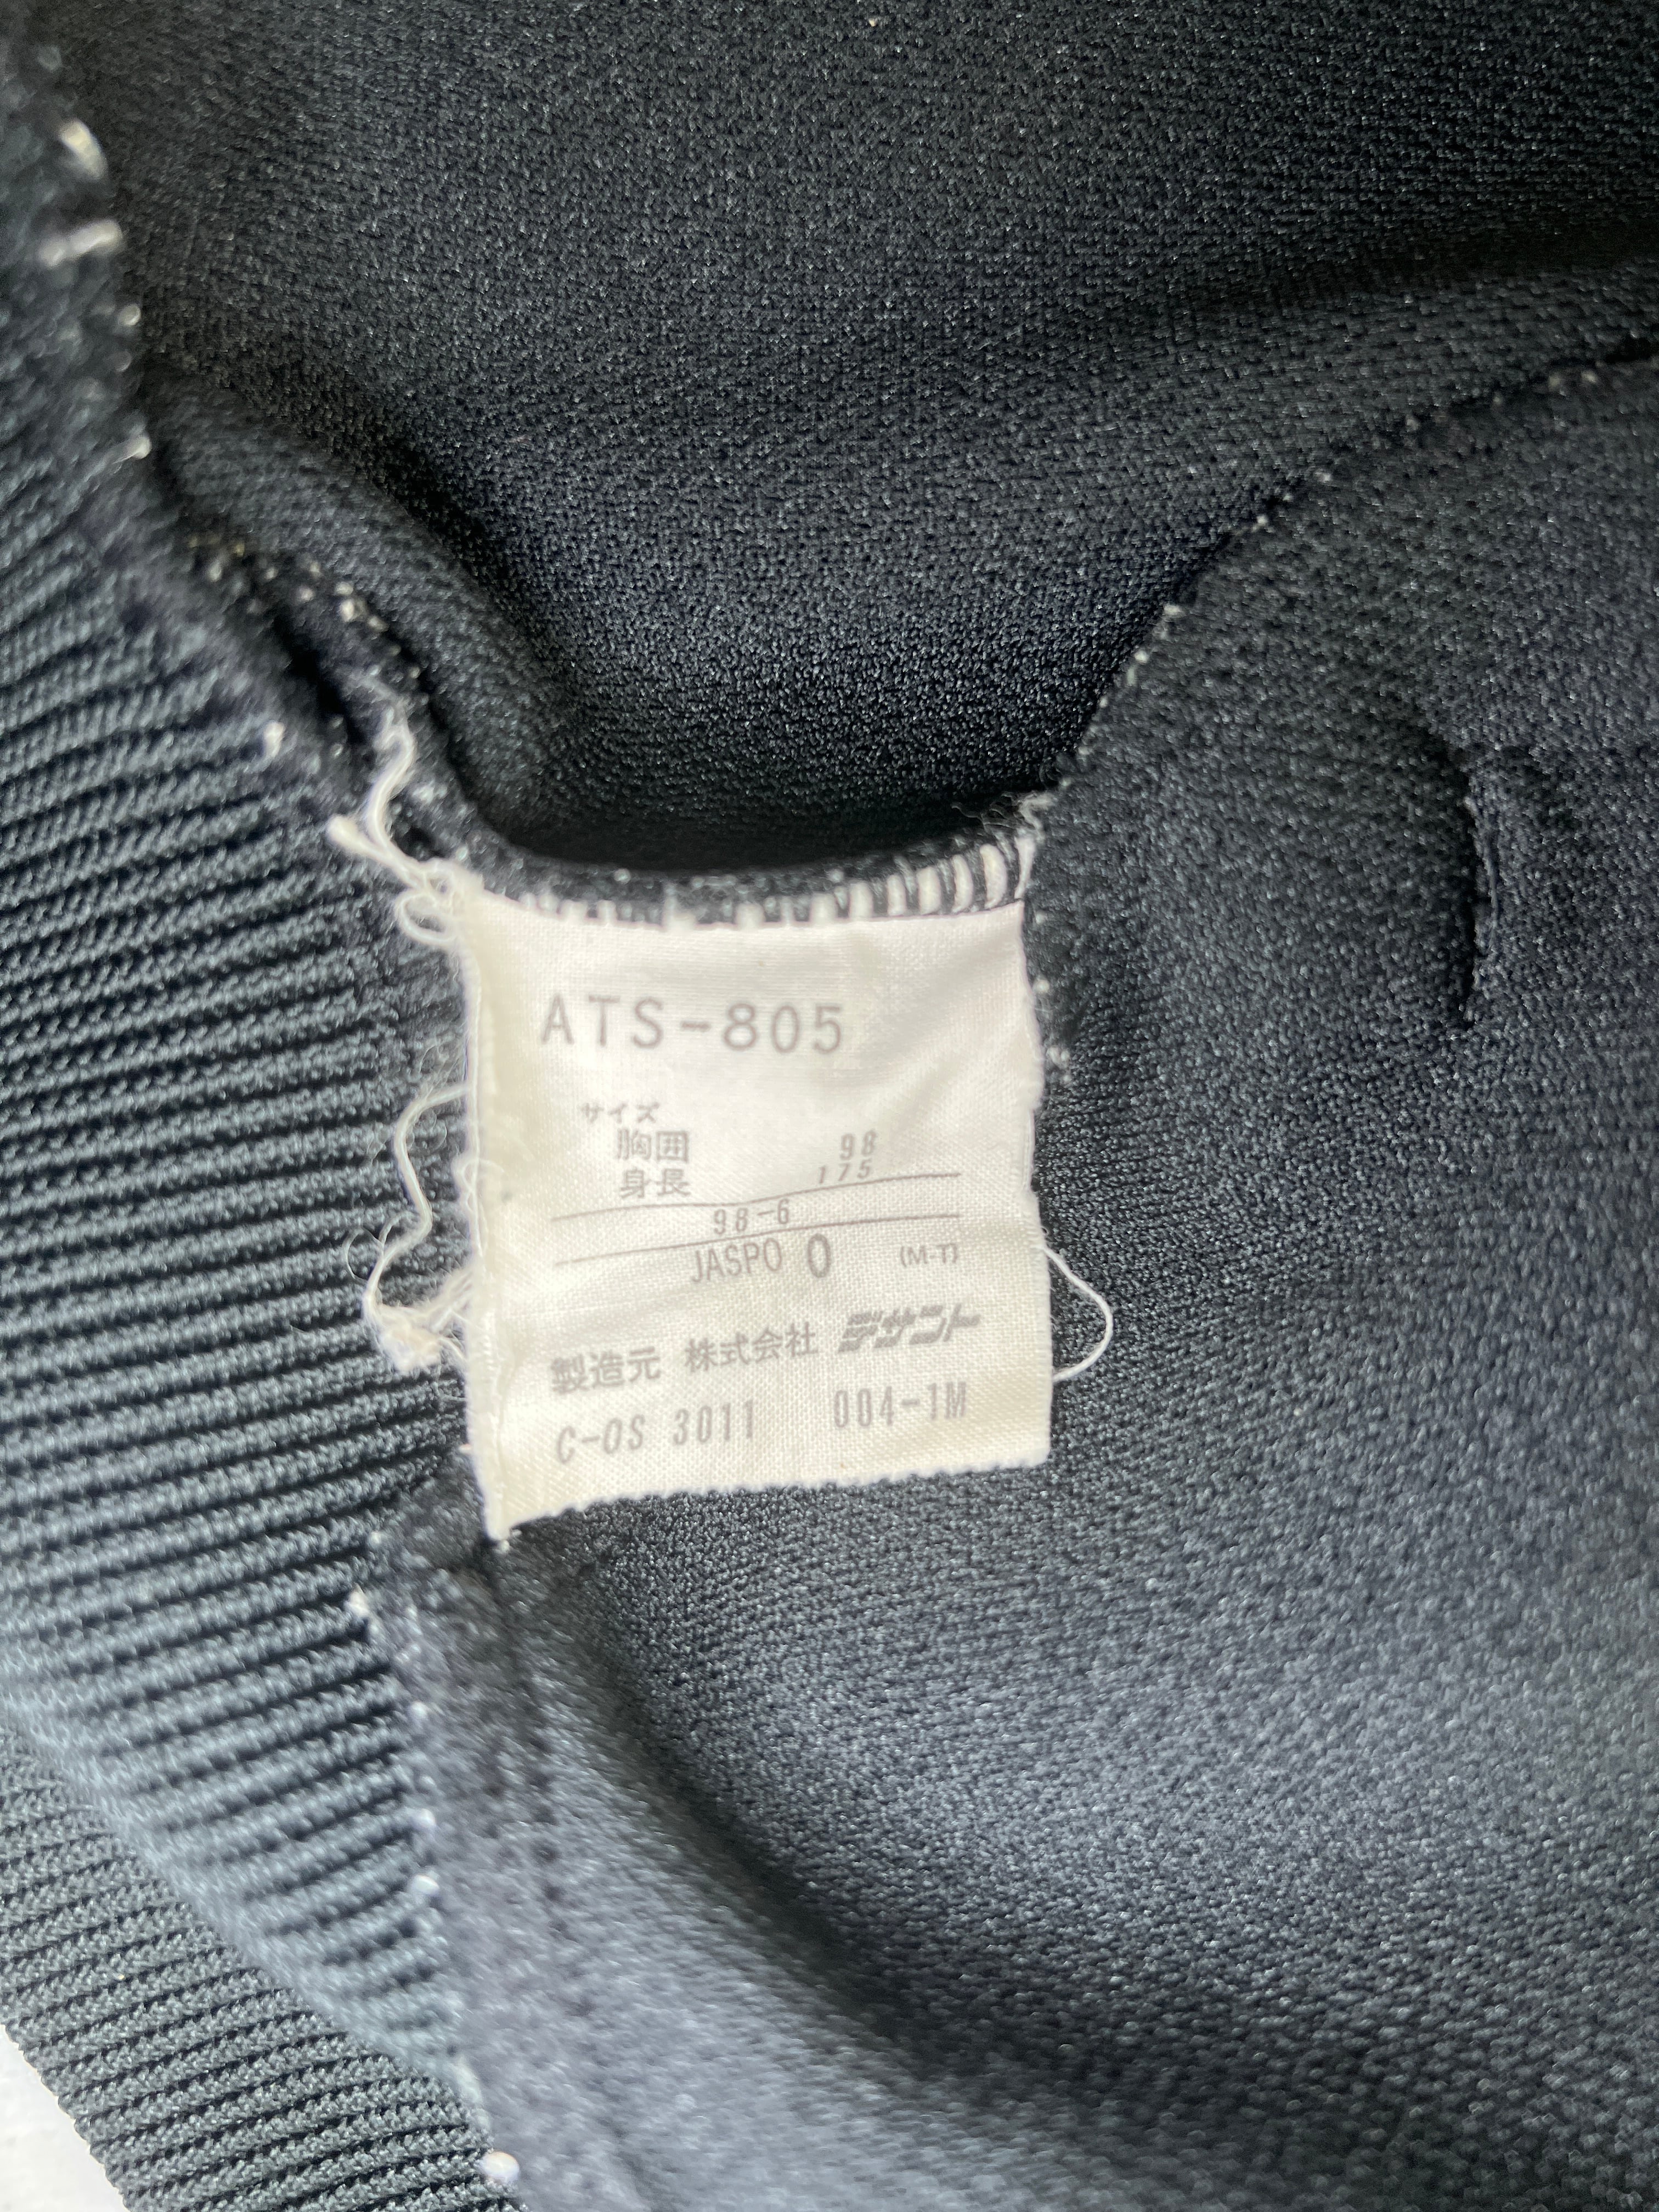 ATS-805
サイズ
胸囲 98
身長 175
98-6
JASPO O (M-T)
製造元 株式会社 デサント
C-OS 3011 004-1M